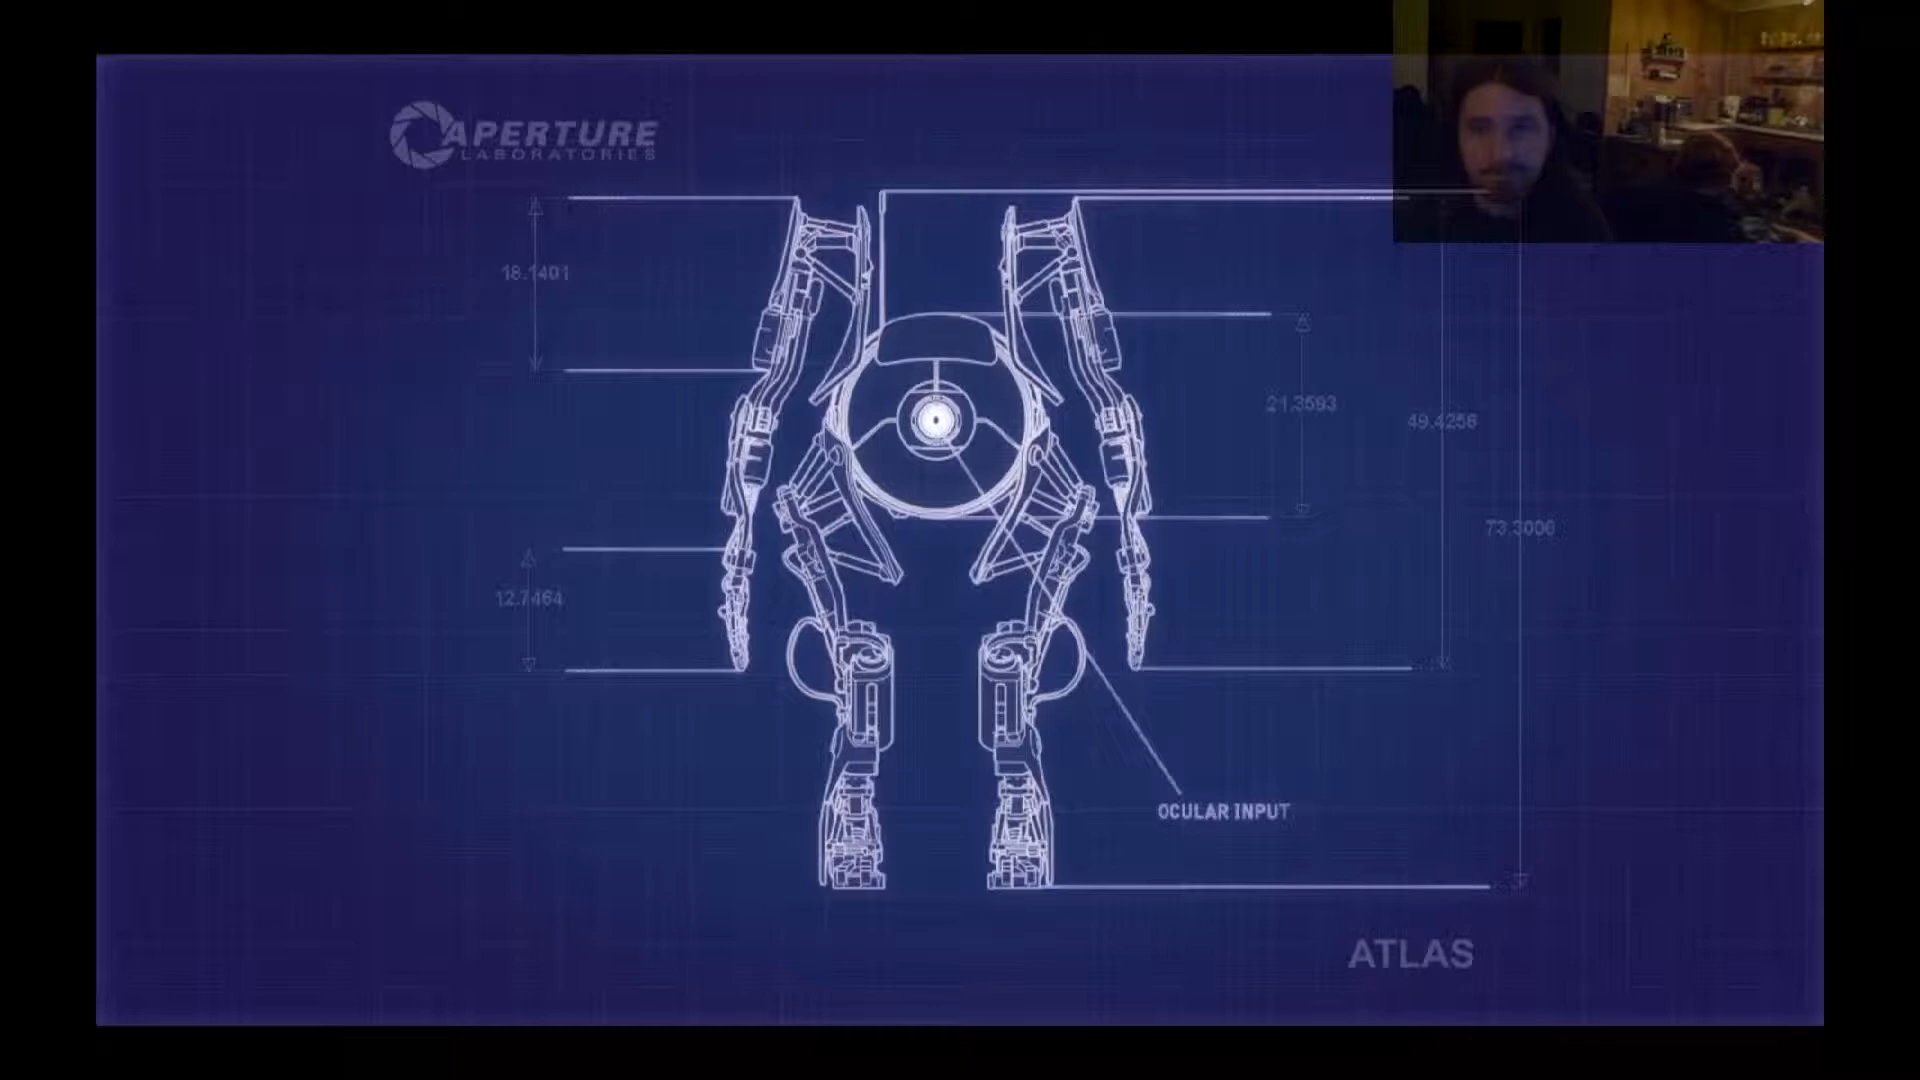 APERTURE
LABORATORIES
18.1401
21.3593
49.4256
73.3006
12.7464
OCULAR INPUT
ATLAS